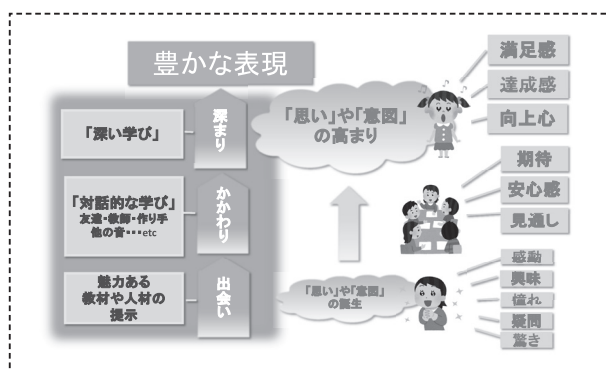 豊かな表現
「深い学び」
深まり
「対話的な学び」
友達・教師・作り手
他の音・・・etc
かかわり
魅力ある
教材や人材の
提示
出会い
「思い」や「意図」
の高まり
「思い」や「意図」
の誕生
満足感
達成感
向上心
期待
安心感
見通し
感動
興味
憧れ
疑問
驚き